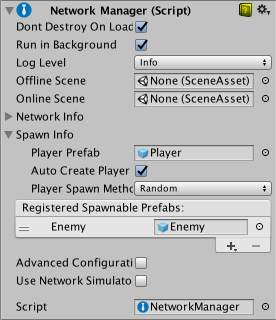 Network Manager (Script)
Dont Destroy On Load
Run in Background
Log Level Info
Offline Scene None (SceneAsset)
Online Scene None (SceneAsset)
Network Info
Spawn Info
Player Prefab Player
Auto Create Player
Player Spawn Metho Random
Registered Spawnable Prefabs:
Enemy Enemy
Advanced Configurati
Use Network Simulato
Script NetworkManager